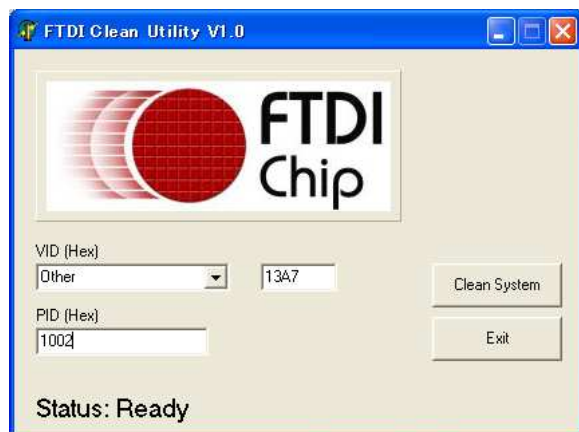 FTDI Clean Utility V1.0
FTDI
Chip
VID (Hex)
Other
13A7
Clean System
PID (Hex)
1002
Exit
Status: Ready